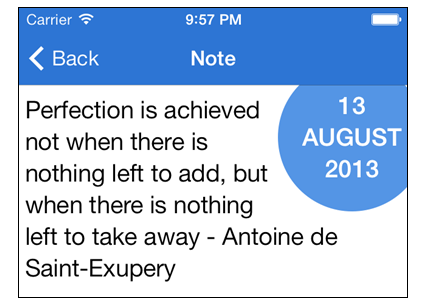 Carrier 9:57 PM
Back Note
13
AUGUST
2013
Perfection is achieved
not when there is
nothing left to add, but
when there is nothing
left to take away - Antoine de
Saint-Exupery